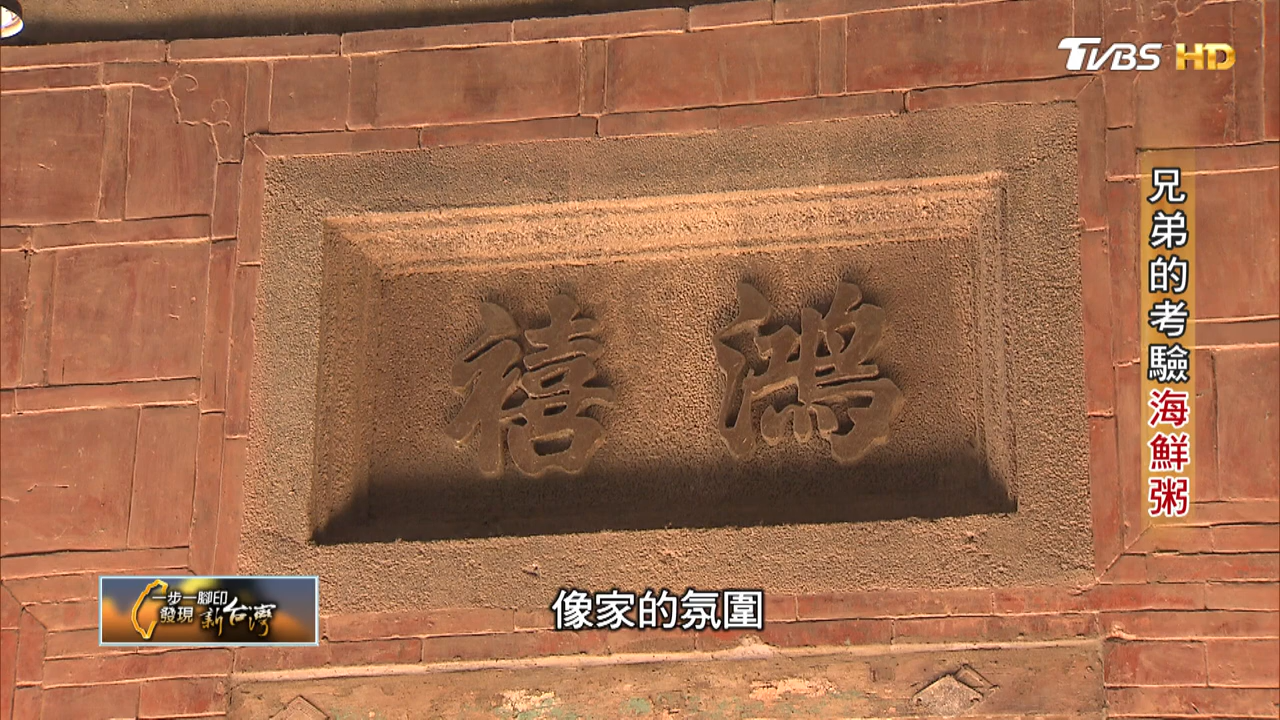 TVBS HD
兄弟的考驗海鮮粥
鴻禧
一步一腳印
發現新台灣
像家的氛圍